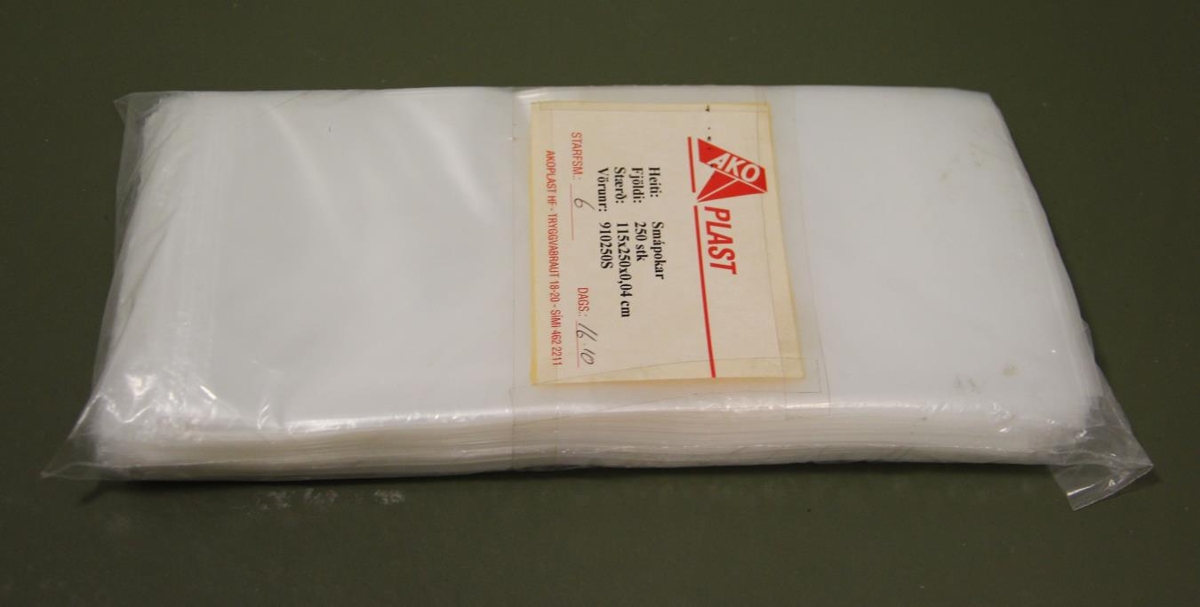 AKO PLAST
Heiti: Smápokar
Fjöldi: 250 stk
Stærð: 115x250x0,04 cm
Vörunr: 910250S
STARFSM.: 6 DAGS.: 16.10
AKOPLAST HF - TRYGGVABRAUT 18-20 - SÍMI 462 2211